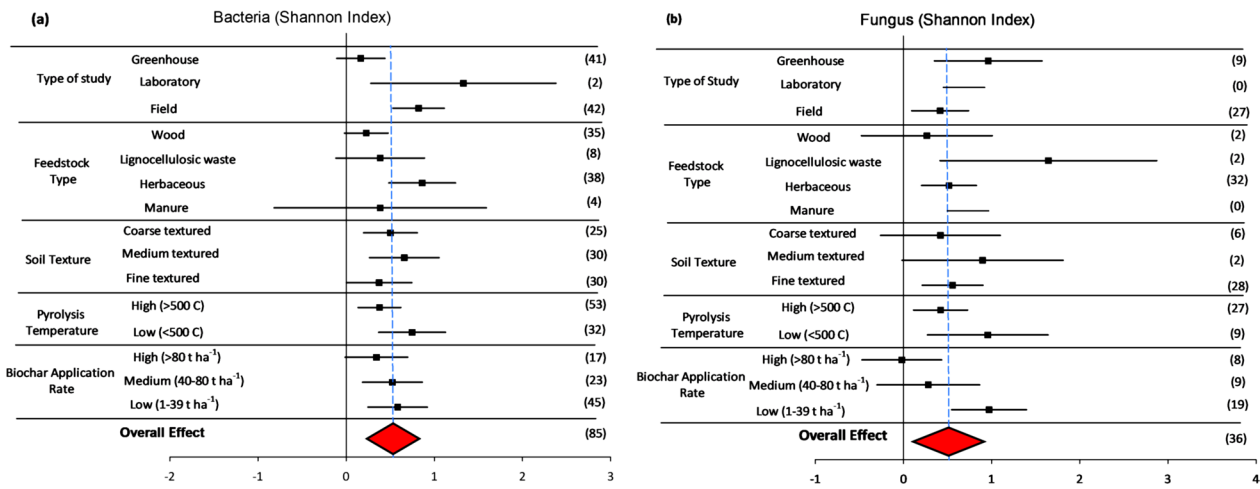 (a) Bacteria (Shannon Index)
Type of study
Greenhouse (41)
Laboratory (2)
Field (42)
Feedstock
Type
Wood (35)
Lignocellulosic waste (8)
Herbaceous (38)
Manure (4)
Soil Texture
Coarse textured (25)
Medium textured (30)
Fine textured (30)
Pyrolysis
Temperature
High (>500 C) (53)
Low (<500 C) (32)
Biochar Application
Rate
High (>80 t ha⁻¹) (17)
Medium (40-80 t ha⁻¹) (23)
Low (1-39 t ha⁻¹) (45)
Overall Effect (85)
-2 -1 0 1 2 3
(b) Fungus (Shannon Index)
Type of Study
Greenhouse (9)
Laboratory (0)
Field (27)
Feedstock
Type
Wood (2)
Lignocellulosic waste (2)
Herbaceous (32)
Manure (0)
Soil Texture
Coarse textured (6)
Medium textured (2)
Fine textured (28)
Pyrolysis
Temperature
High (>500 C) (27)
Low (<500 C) (9)
Biochar Application
Rate
High (>80 t ha⁻¹) (8)
Medium (40-80 t ha⁻¹) (9)
Low (1-39 t ha⁻¹) (19)
Overall Effect (36)
-1 0 1 2 3 4